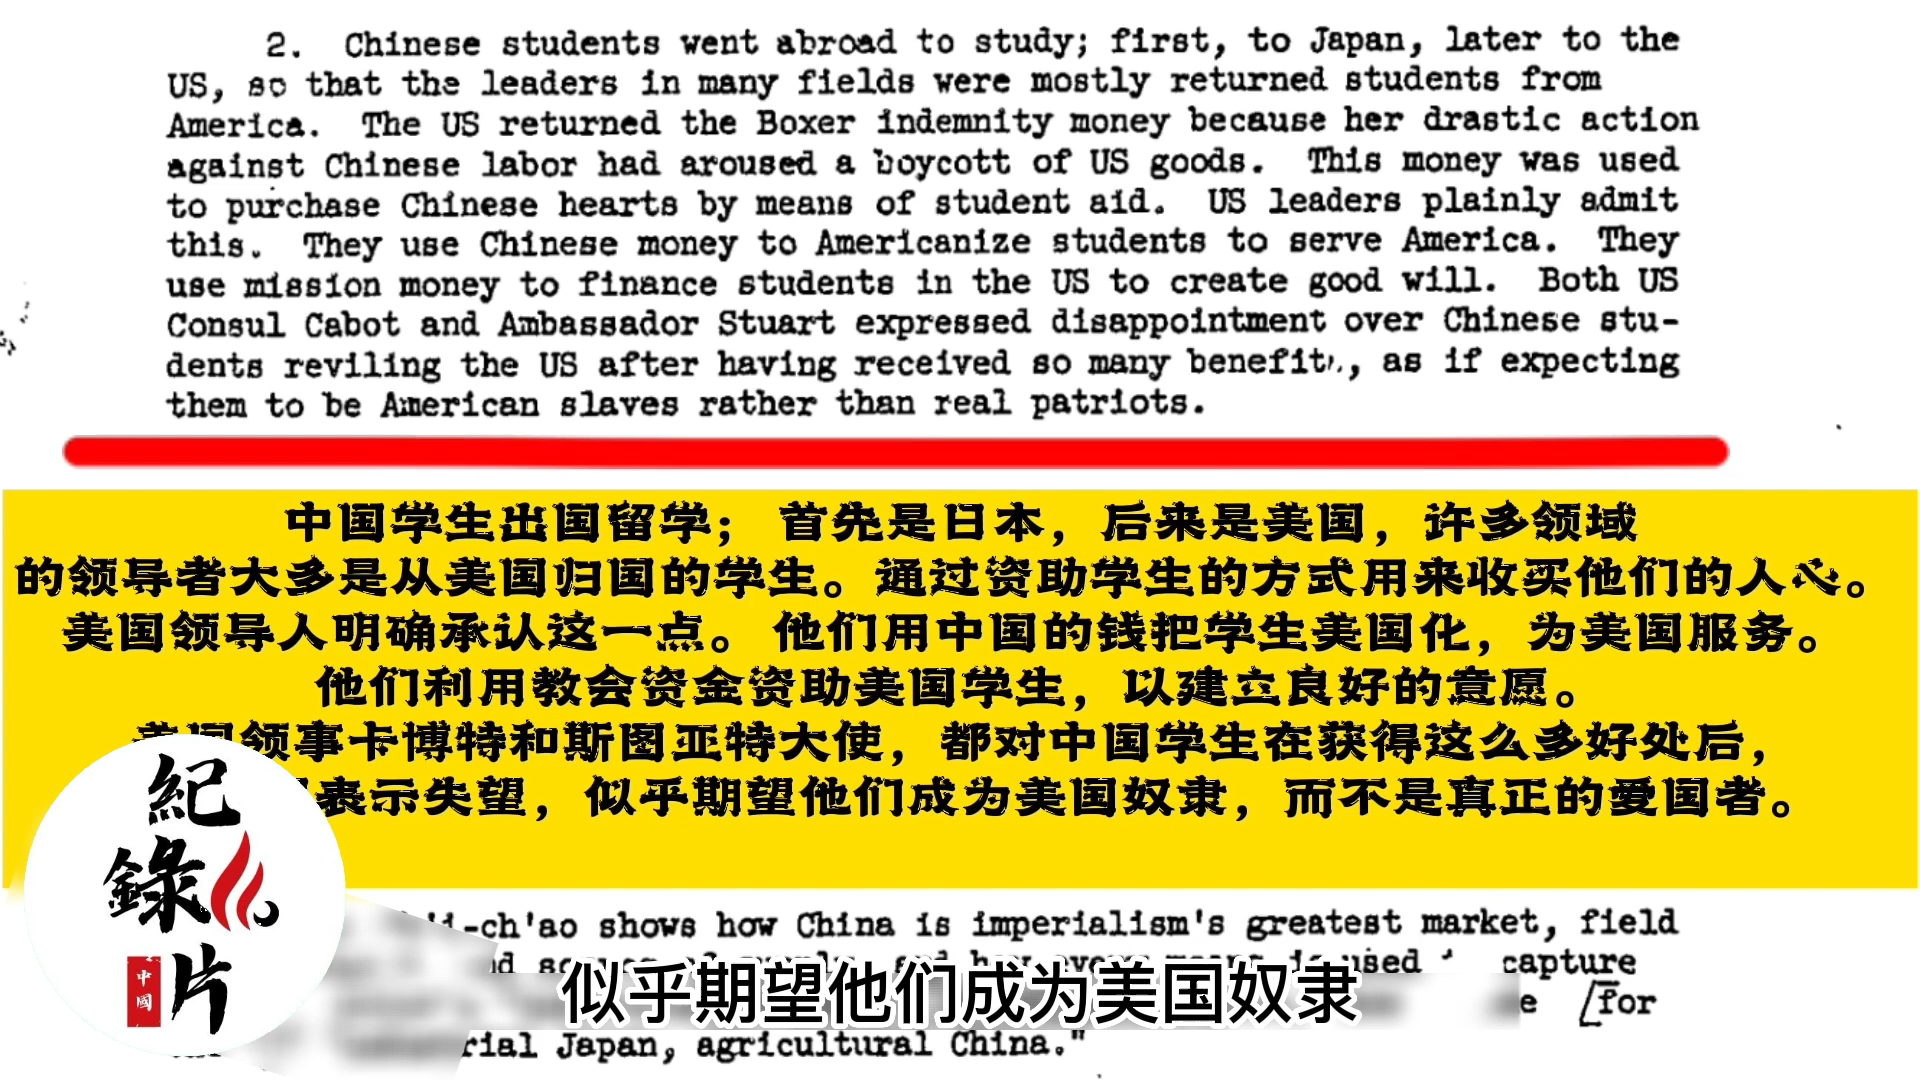 2. Chinese students went abroad to study; first, to Japan, later to the
US, so that the leaders in many fields were mostly returned students from
America. The US returned the Boxer indemnity money because her drastic action
against Chinese labor had aroused a boycott of US goods. This money was used
to purchase Chinese hearts by means of student aid. US leaders plainly admit
this. They use Chinese money to Americanize students to serve America. They
use mission money to finance students in the US to create good will. Both US
Consul Cabot and Ambassador Stuart expressed disappointment over Chinese stu-
dents reviling the US after having received so many benefit, as if expecting
them to be American slaves rather than real patriots.
中国学生出国留学； 首先是日本，后来是美国，许多领域
的领导者大多是从美国归国的学生。通过资助学生的方式用来收买他们的人心。
美国领导人明确承认这一点。 他们用中国的钱把学生美国化，为美国服务。
他们利用教会资金资助美国学生，以建立良好的意愿。
美国领事卡博特和斯图亚特大使，都对中国学生在获得这么多好处后，
表示失望，似乎期望他们成为美国奴隶，而不是真正的爱国者。
紀
錄
片
中
國
i-ch'ao shows how China is imperialism's greatest market, field
used capture
似乎期望他们成为美国奴隶
[for
rial Japan, agricultural China."